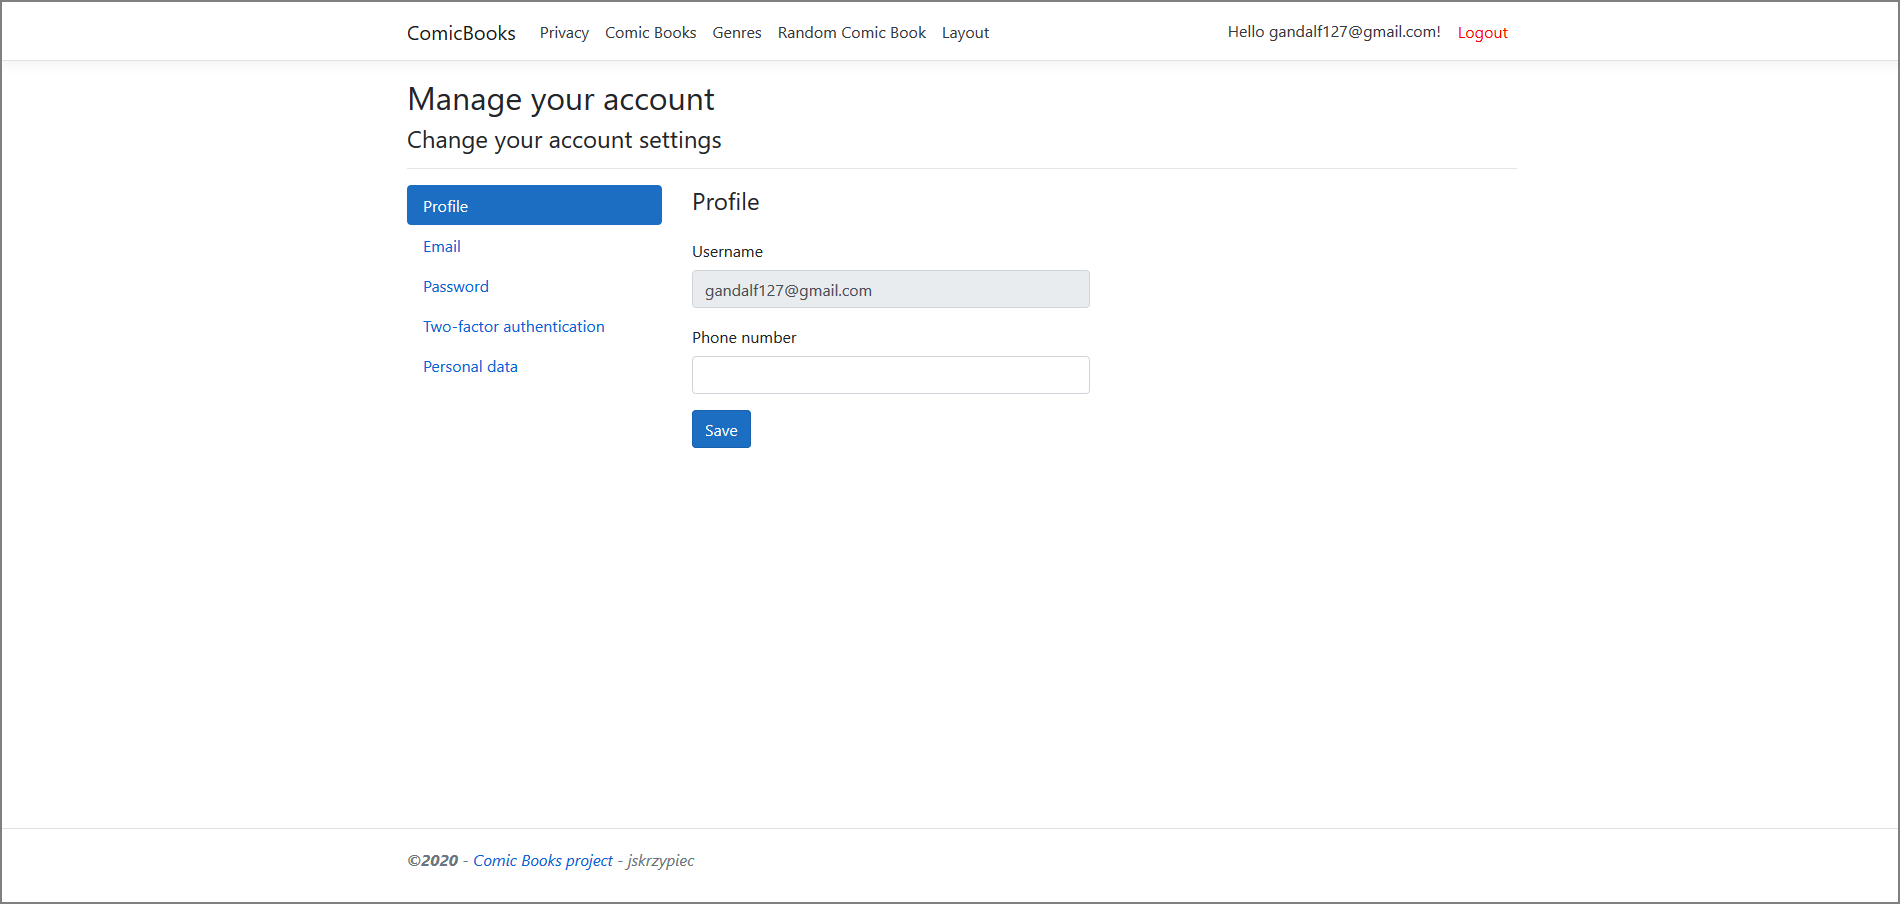 ComicBooks Privacy Comic Books Genres Random Comic Book Layout Hello gandalf127@gmail.com! Logout
Manage your account
Change your account settings
Profile
Email
Password
Two-factor authentication
Personal data
Profile
Username
gandalf127@gmail.com
Phone number
Save
©2020 - Comic Books project - jskrzypiec